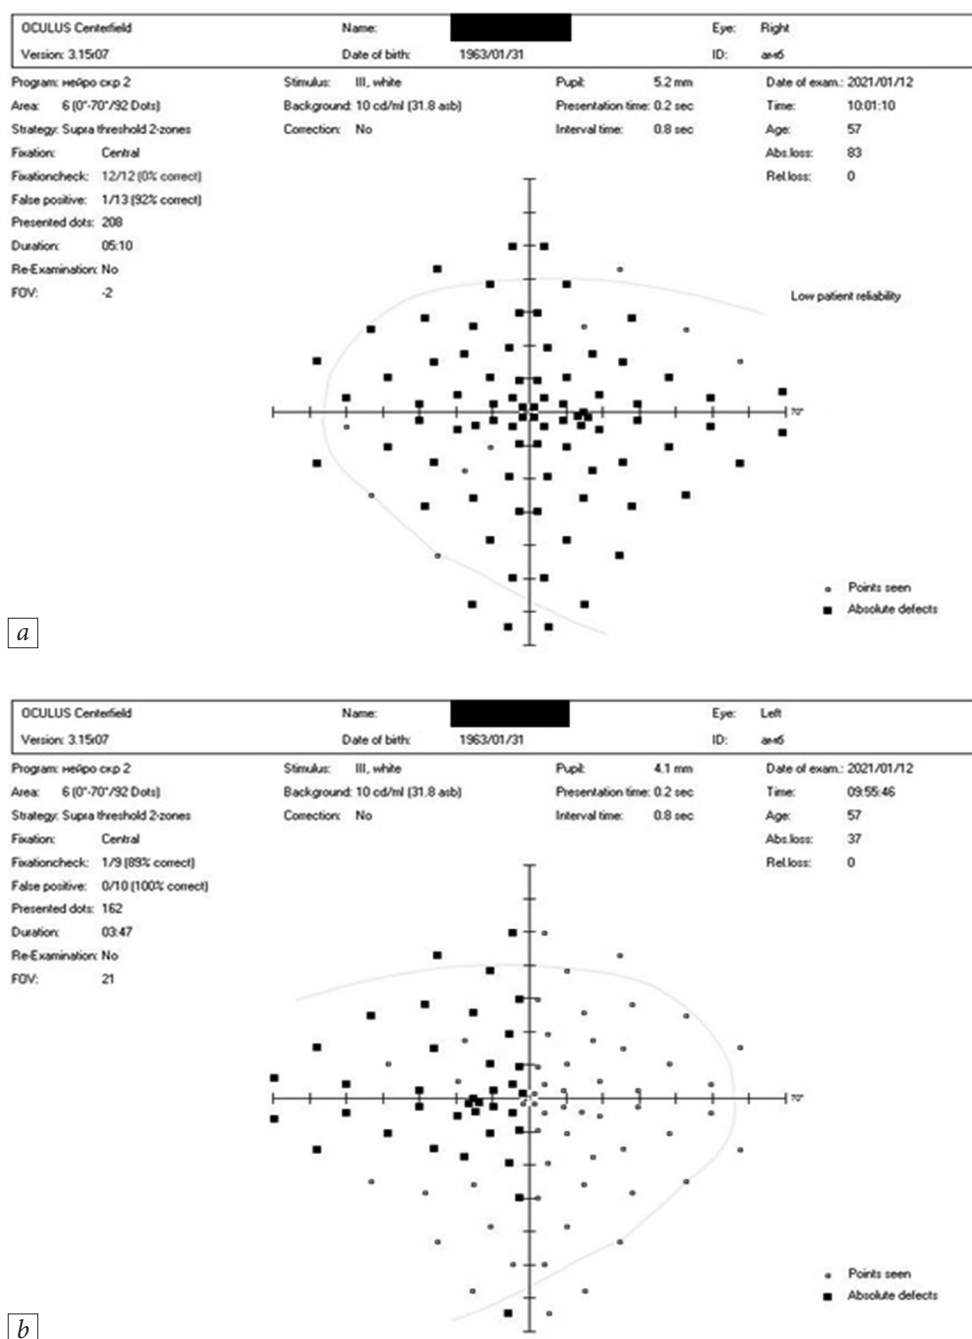 OCULUS Centerfield Name: Eye: Right
Version: 3.15r07 Date of birth: 1963/01/31 ID: амб
Program: нейро скр 2 Stimulus: III, white Pupil: 5.2 mm Date of exam.: 2021/01/12
Area: 6 (0°-70°/92 Dots) Background: 10 cd/ml (31.8 asb) Presentation time: 0.2 sec Time: 10:01:10
Strategy: Supra threshold 2-zones Correction: No Interval time: 0.8 sec Age: 57
Fixation: Central Abs.loss: 83
Fixationcheck: 12/12 (0% correct) Rel.loss: 0
False positive: 1/13 (92% correct)
Presented dots: 208
Duration: 05:10
Re-Examination: No
FOV: -2
Low patient reliability
70°
Points seen
Absolute defects
a
OCULUS Centerfield Name: Eye: Left
Version: 3.15r07 Date of birth: 1963/01/31 ID: амб
Program: нейро скр 2 Stimulus: III, white Pupil: 4.1 mm Date of exam.: 2021/01/12
Area: 6 (0°-70°/92 Dots) Background: 10 cd/ml (31.8 asb) Presentation time: 0.2 sec Time: 09:55:46
Strategy: Supra threshold 2-zones Correction: No Interval time: 0.8 sec Age: 57
Fixation: Central Abs.loss: 37
Fixationcheck: 1/9 (89% correct) Rel.loss: 0
False positive: 0/10 (100% correct)
Presented dots: 162
Duration: 03:47
Re-Examination: No
FOV: 21
70°
Points seen
Absolute defects
b